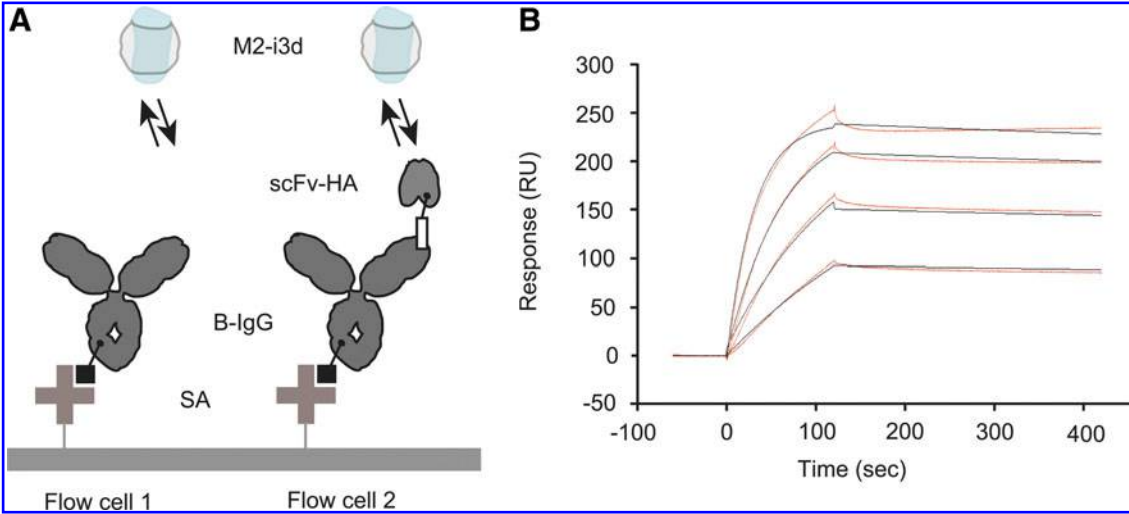 A
M2-i3d
scFv-HA
B-IgG
SA
Flow cell 1
Flow cell 2
B
300
250
200
150
100
50
0
-50
Response (RU)
-100
0
100
200
300
400
Time (sec)